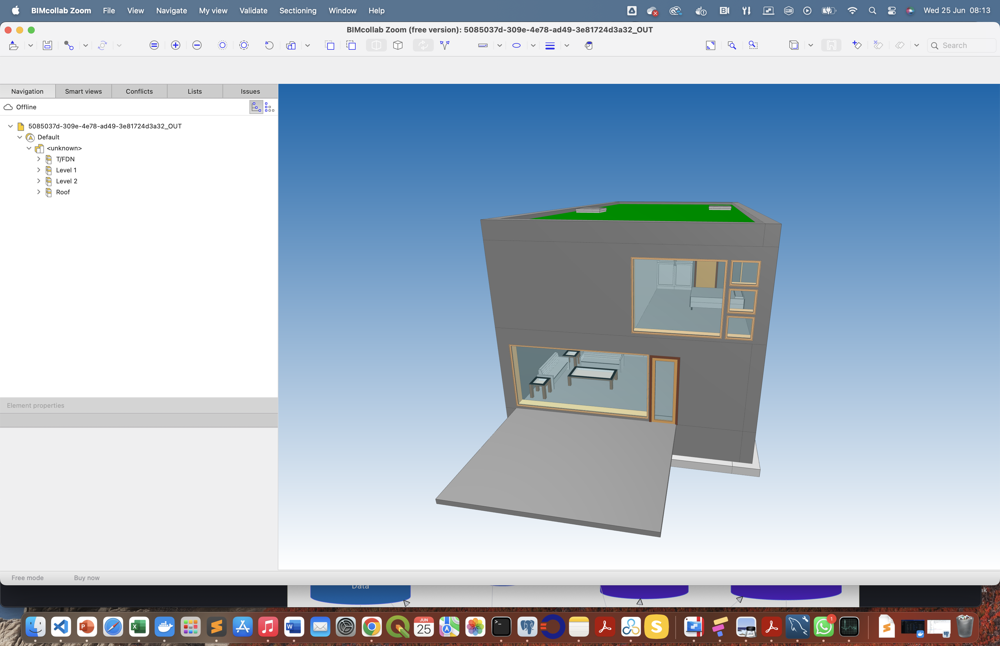 BIMcollab Zoom File View Navigate My view Validate Sectioning Window Help Wed 25 Jun 08:13
BIMcollab Zoom (free version): 5085037d-309e-4e78-ad49-3e81724d3a32_OUT
Search
Navigation Smart views Conflicts Lists Issues
Offline
5085037d-309e-4e78-ad49-3e81724d3a32_OUT
Default
<unknown>
T/FDN
Level 1
Level 2
Roof
Element properties
Free mode Buy now
Data
JUN
25
1